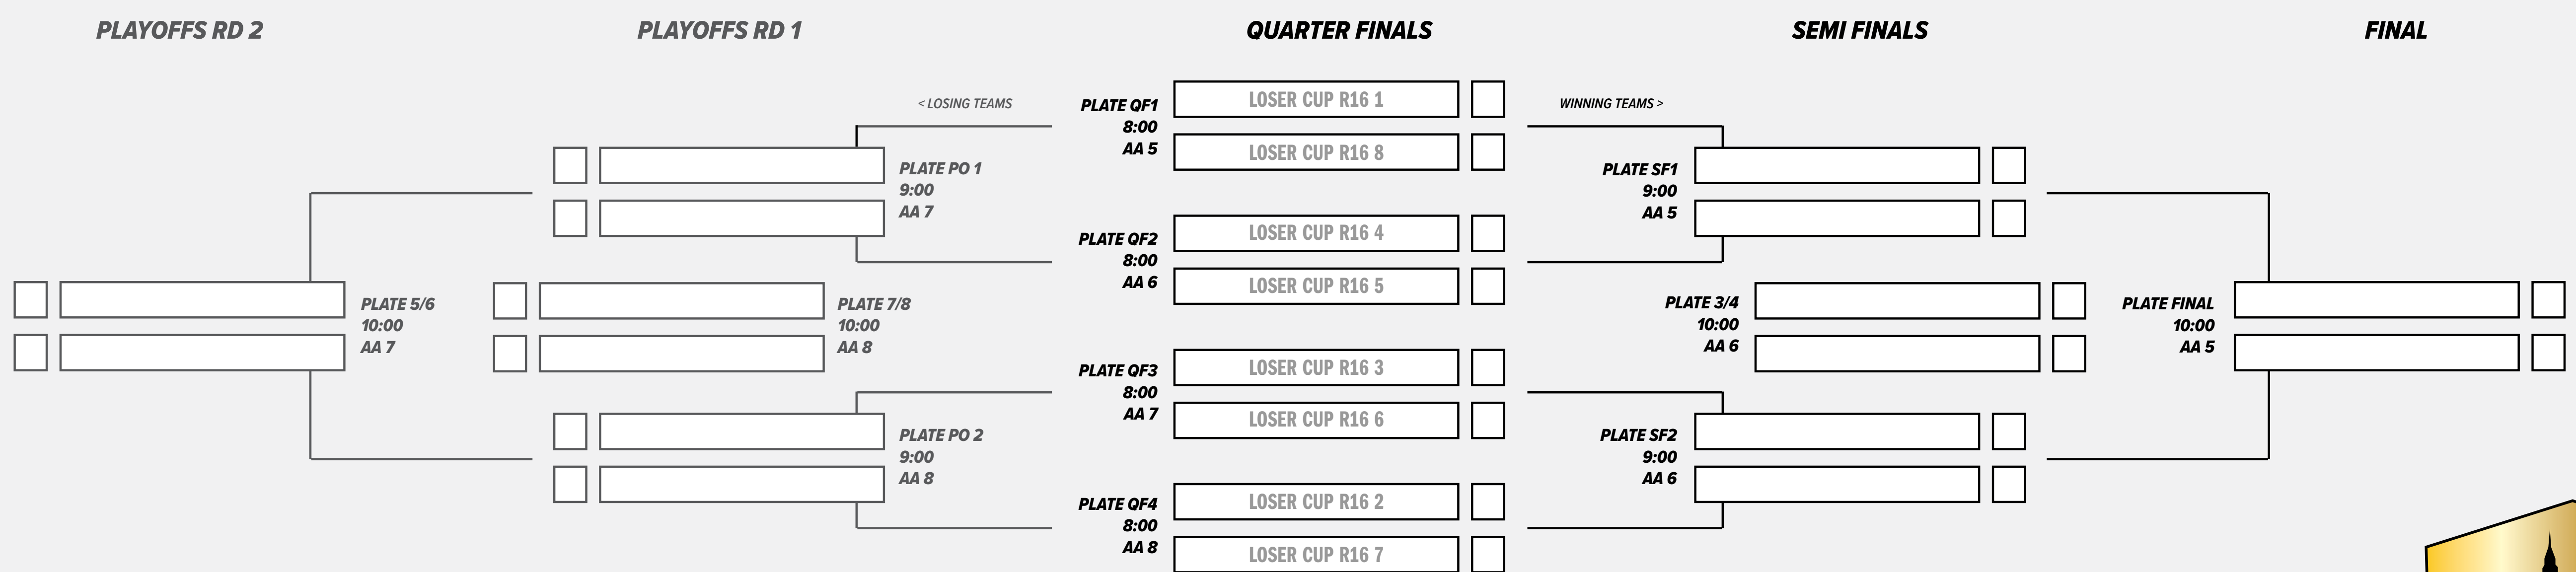 PLAYOFFS RD 2
PLAYOFFS RD 1
QUARTER FINALS
SEMI FINALS
FINAL
< LOSING TEAMS
WINNING TEAMS >
PLATE QF1
8:00
AA 5
LOSER CUP R16 1
LOSER CUP R16 8
PLATE PO 1
9:00
AA 7
PLATE SF1
9:00
AA 5
PLATE QF2
8:00
AA 6
LOSER CUP R16 4
LOSER CUP R16 5
PLATE 5/6
10:00
AA 7
PLATE 7/8
10:00
AA 8
PLATE 3/4
10:00
AA 6
PLATE FINAL
10:00
AA 5
PLATE QF3
8:00
AA 7
LOSER CUP R16 3
LOSER CUP R16 6
PLATE PO 2
9:00
AA 8
PLATE SF2
9:00
AA 6
PLATE QF4
8:00
AA 8
LOSER CUP R16 2
LOSER CUP R16 7